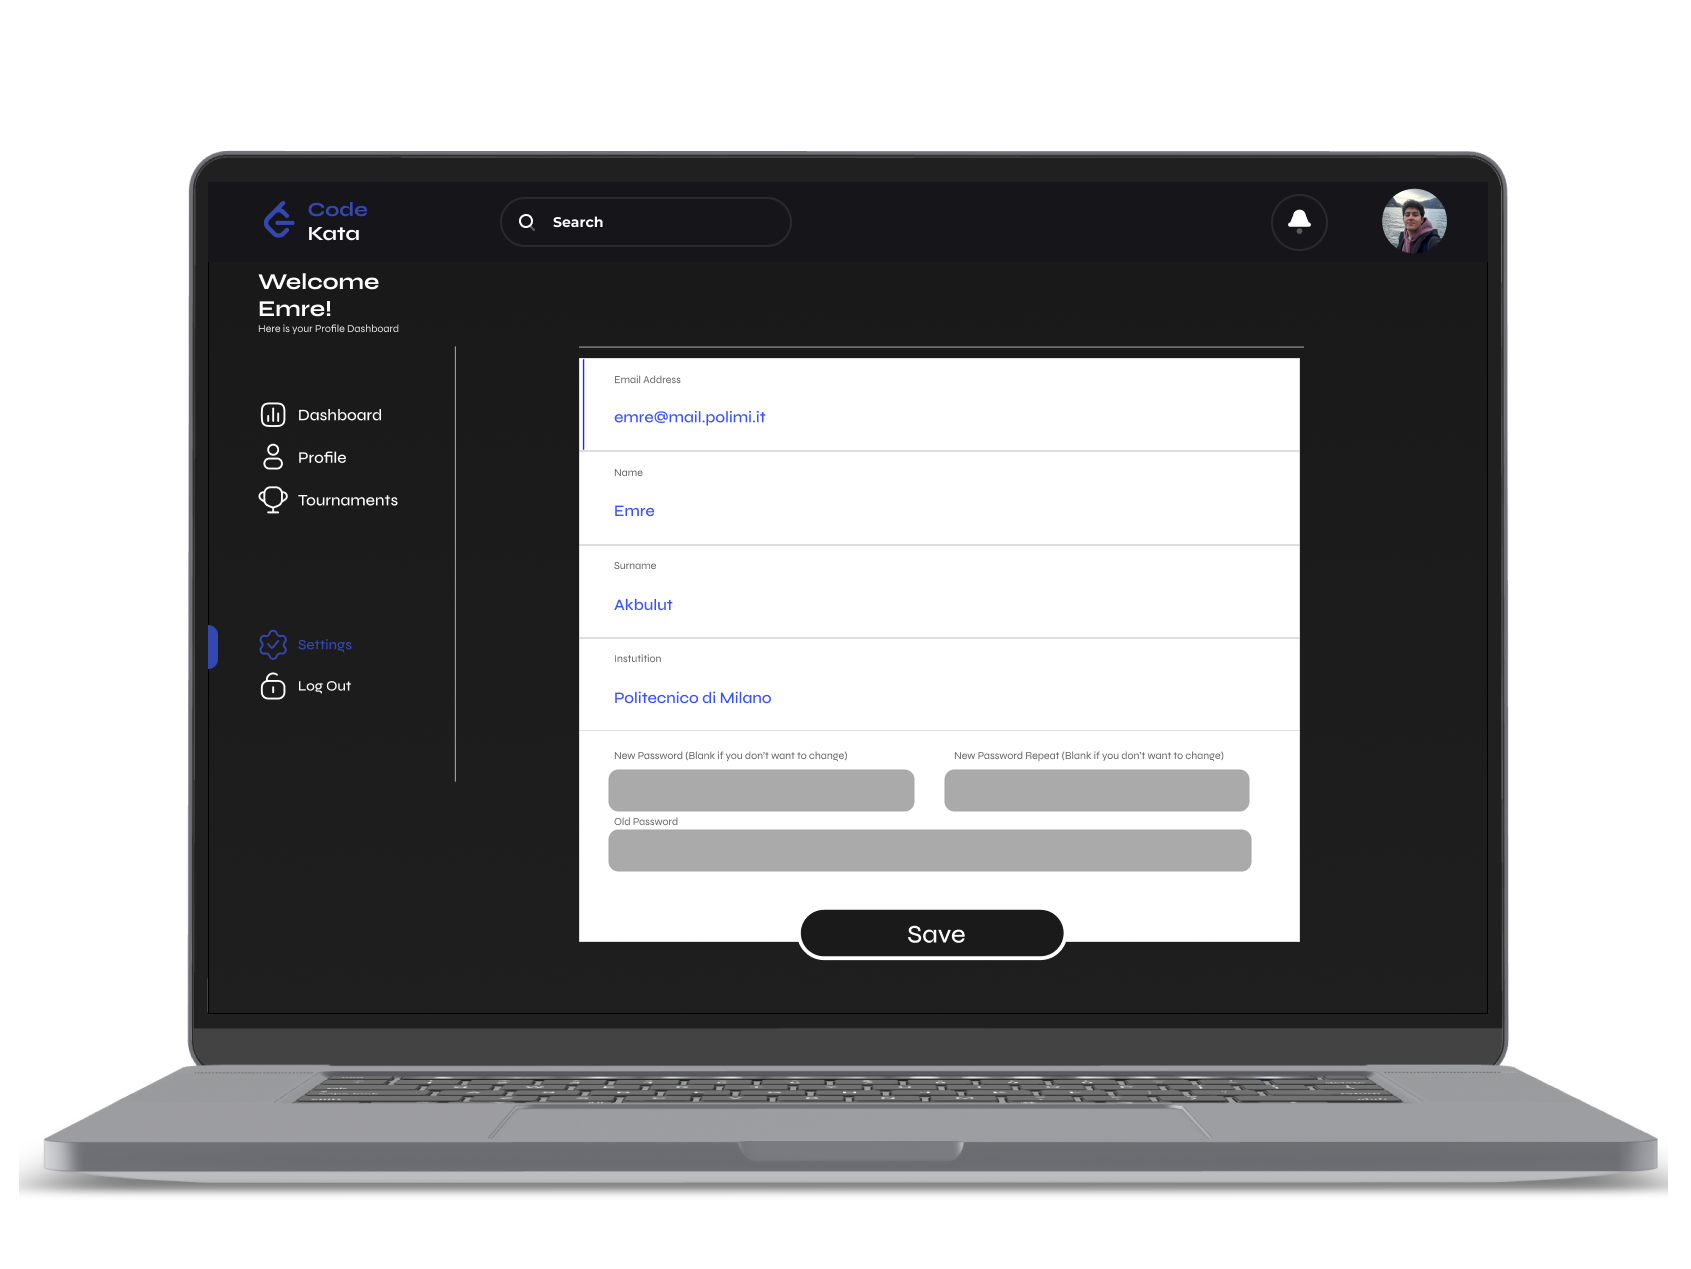 Code
Kata
Search
Welcome
Emre!
Here is your Profile Dashboard
Dashboard
Profile
Tournaments
Settings
Log Out
Email Address
emre@mail.polimi.it
Name
Emre
Surname
Akbulut
Instutition
Politecnico di Milano
New Password (Blank if you don't want to change)
New Password Repeat (Blank if you don't want to change)
Old Password
Save